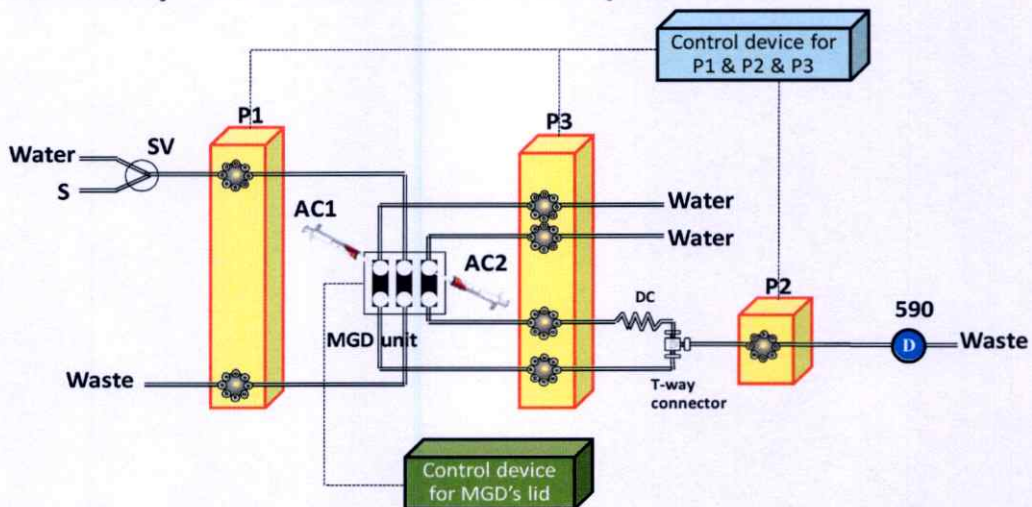 Control device for
P1 & P2 & P3
P1
P3
Water
SV
S
AC1
Water
Water
AC2
P2
590
DC
MGD unit
D
Waste
Waste
T-way
connector
Control device
for MGD's lid